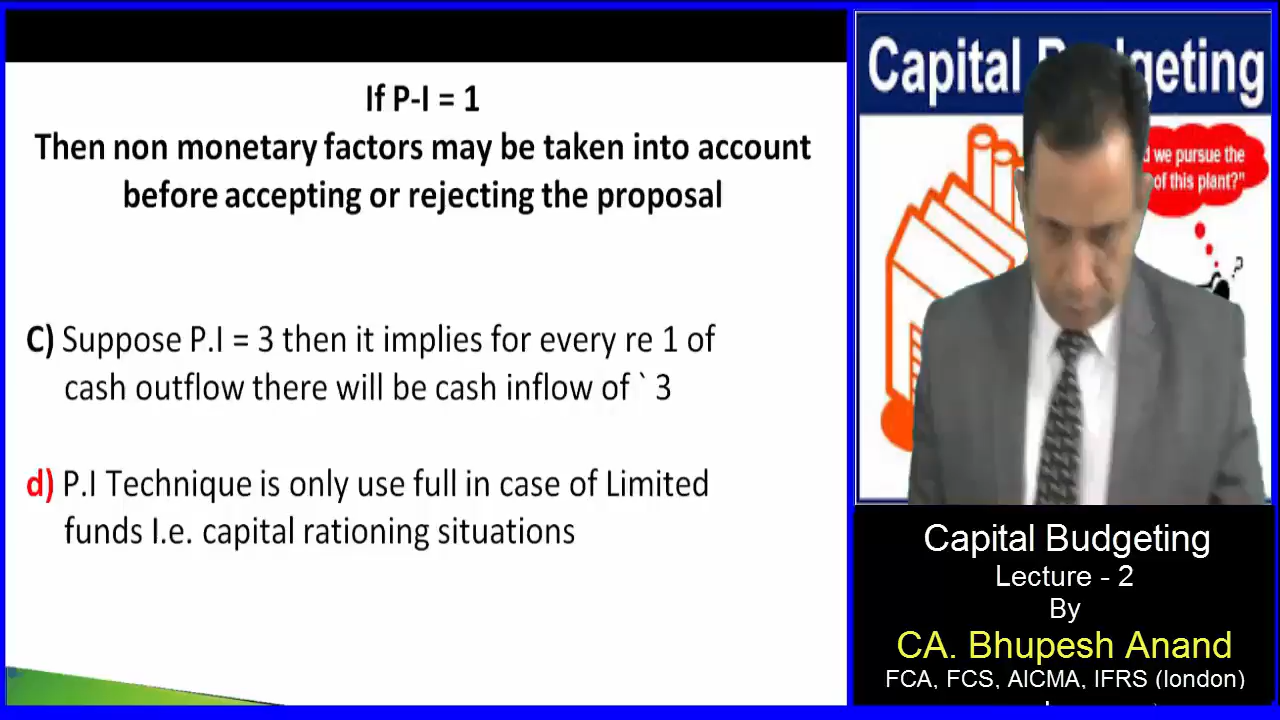 If P-I = 1
Then non monetary factors may be taken into account
before accepting or rejecting the proposal
C) Suppose P.I = 3 then it implies for every re 1 of
cash outflow there will be cash inflow of ` 3
d) P.I Technique is only use full in case of Limited
funds I.e. capital rationing situations
Capital
we pursue the
of this plant?"
?
Capital Budgeting
Lecture - 2
By
CA. Bhupesh Anand
FCA, FCS, AICMA, IFRS (london)